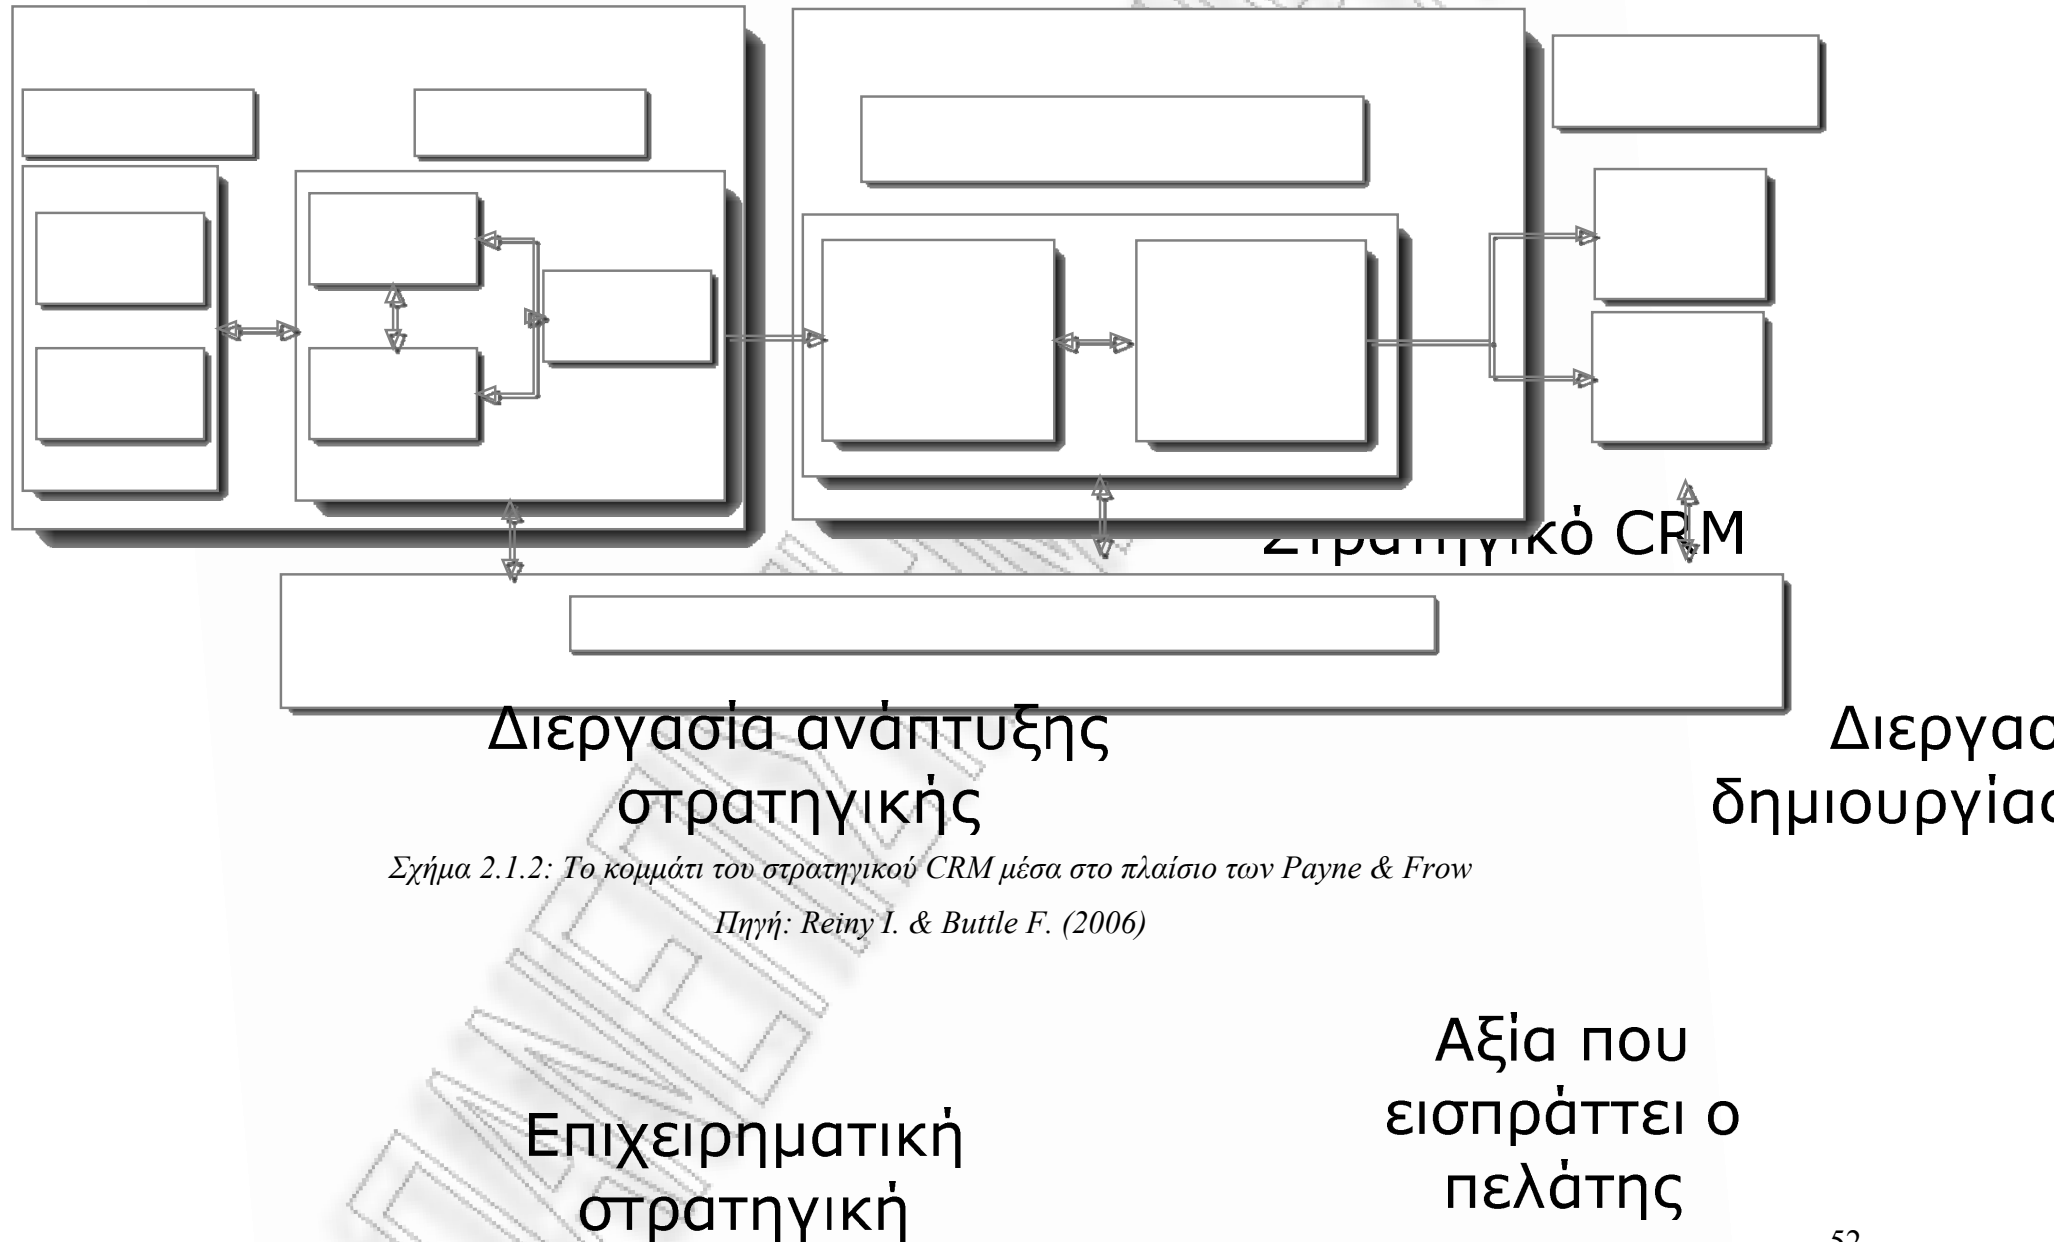 Στρατηγικό CRM
Διεργασία ανάπτυξης
στρατηγικής
Διεργασ
δημιουργίας
Σχήμα 2.1.2: Το κομμάτι του στρατηγικού CRM μέσα στο πλαίσιο των Payne & Frow
Πηγή: Reiny I. & Buttle F. (2006)
Αξία που
εισπράττει ο
πελάτης
Επιχειρηματική
στρατηγική
52